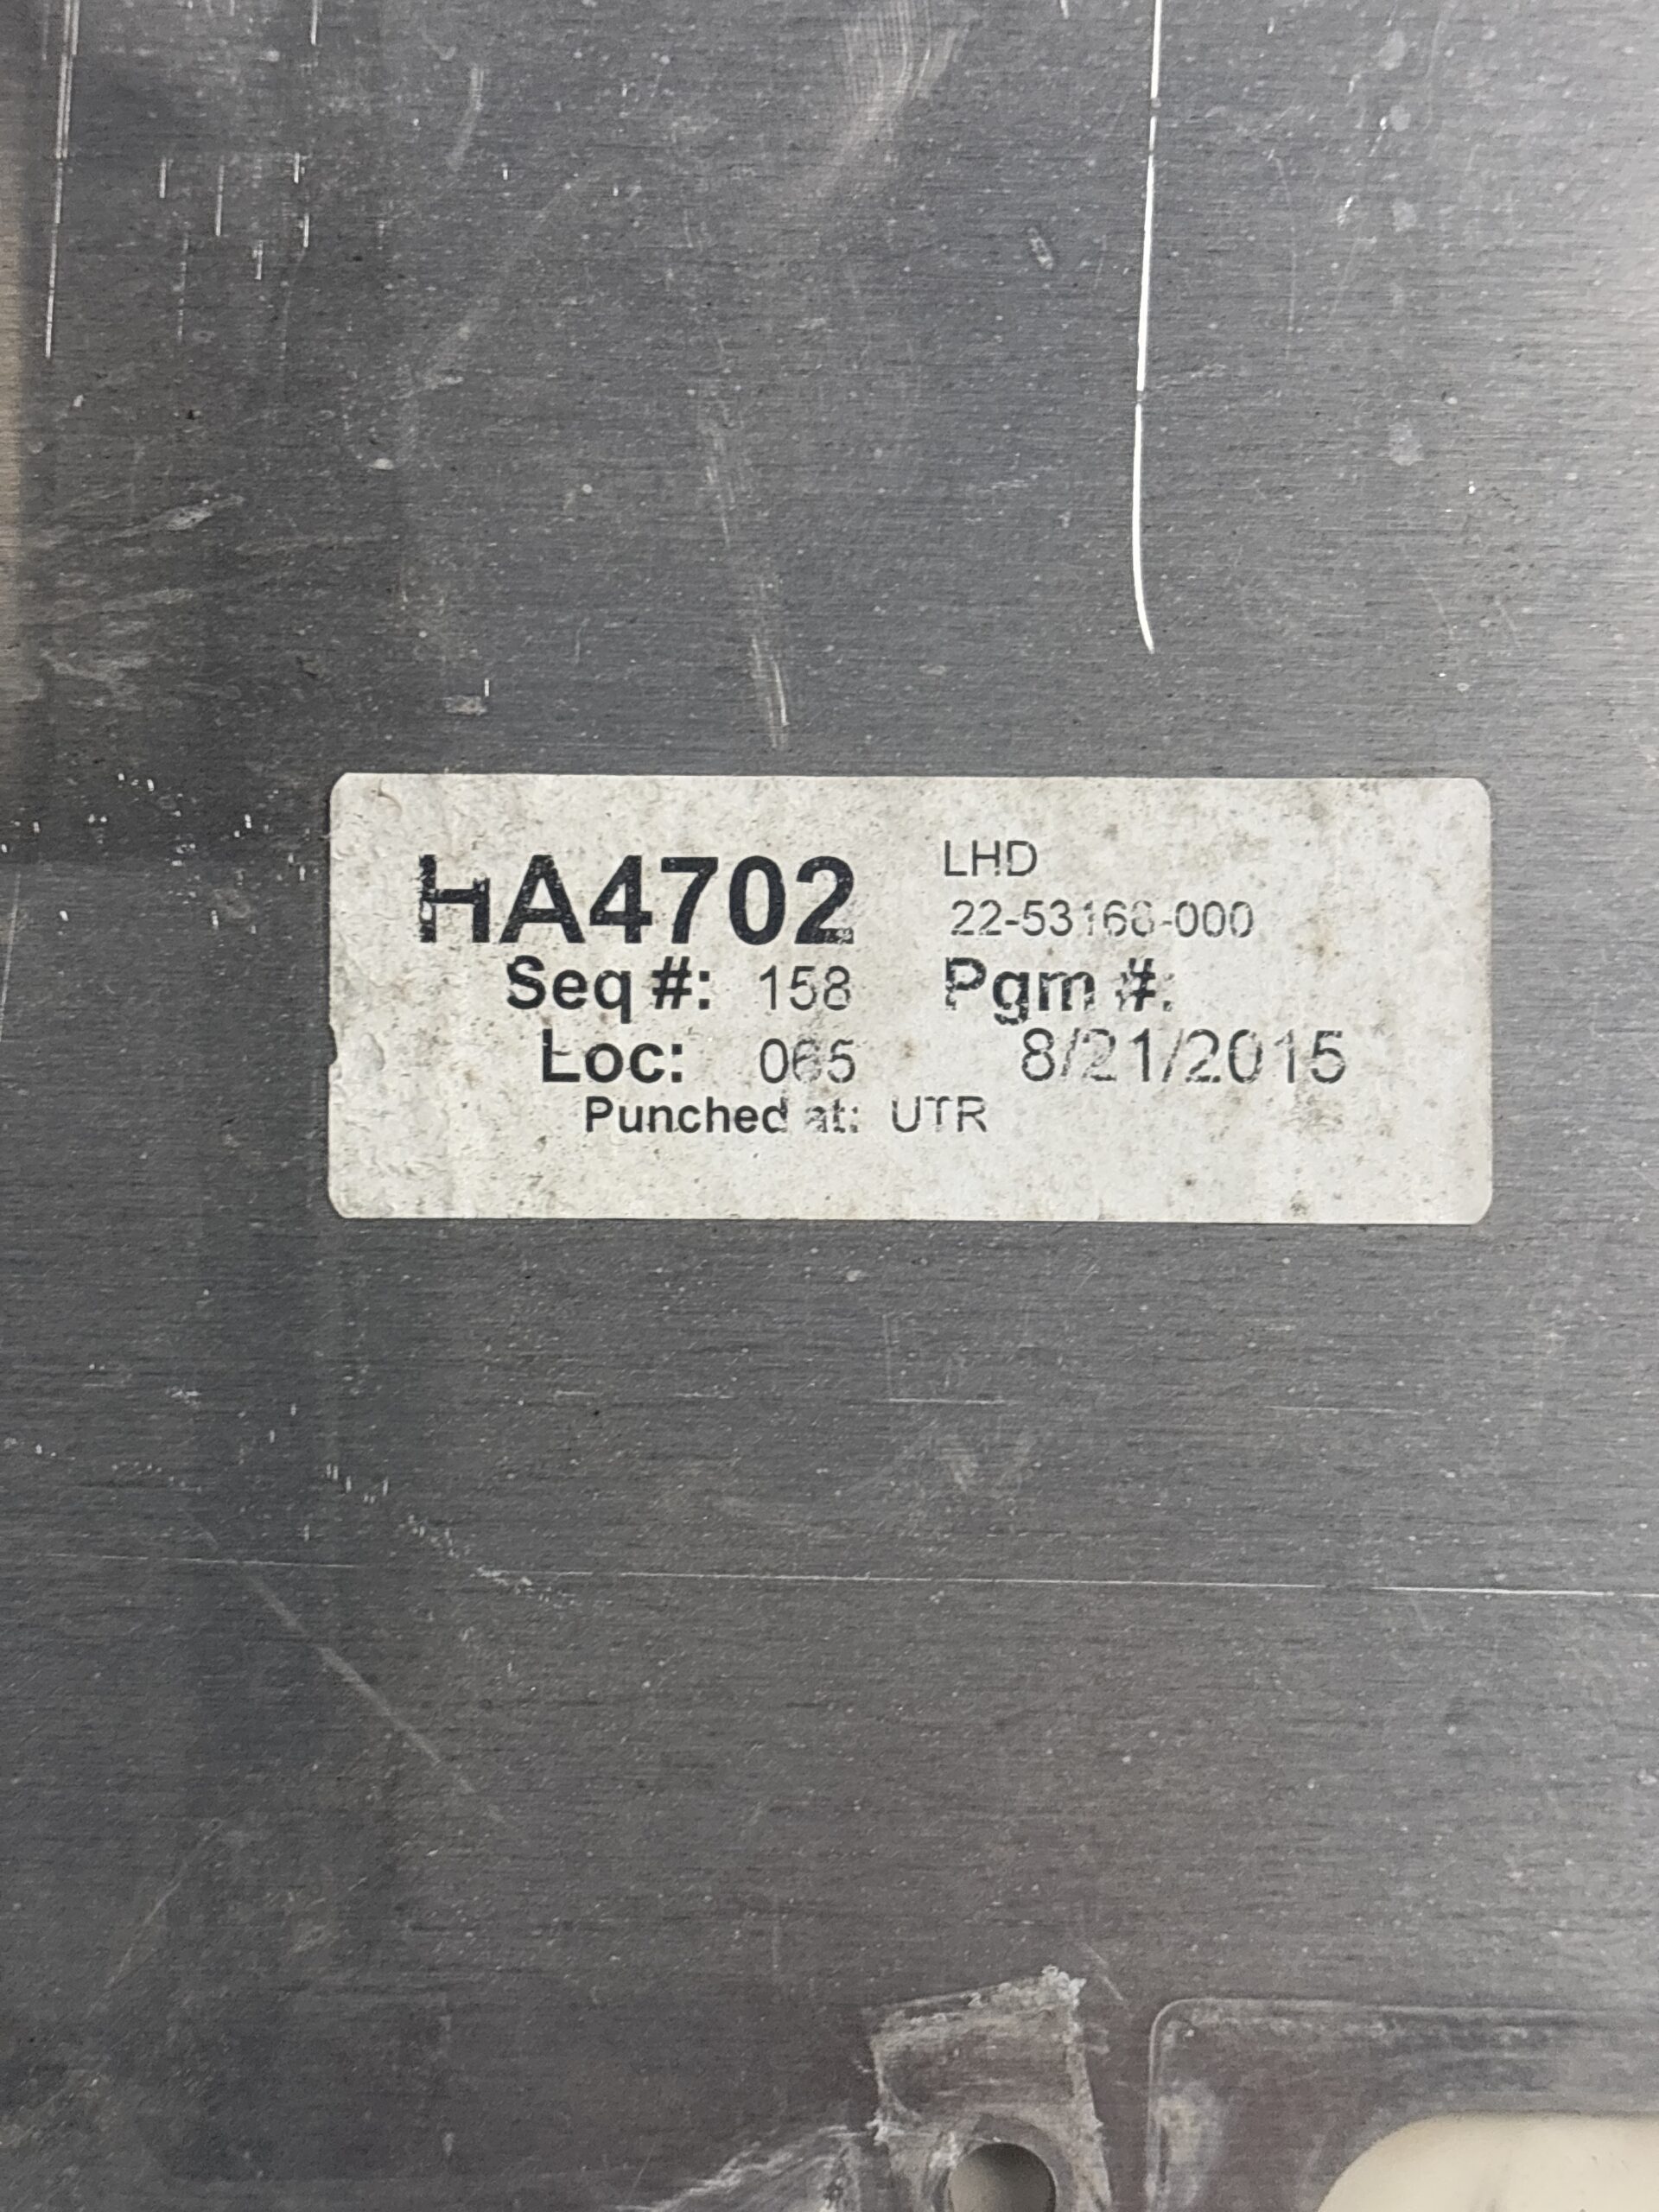 HA4702 LHD
22-53168-000
Seq #: 158 Pgm #:
Loc: 065 8/21/2015
Punched at: UTR